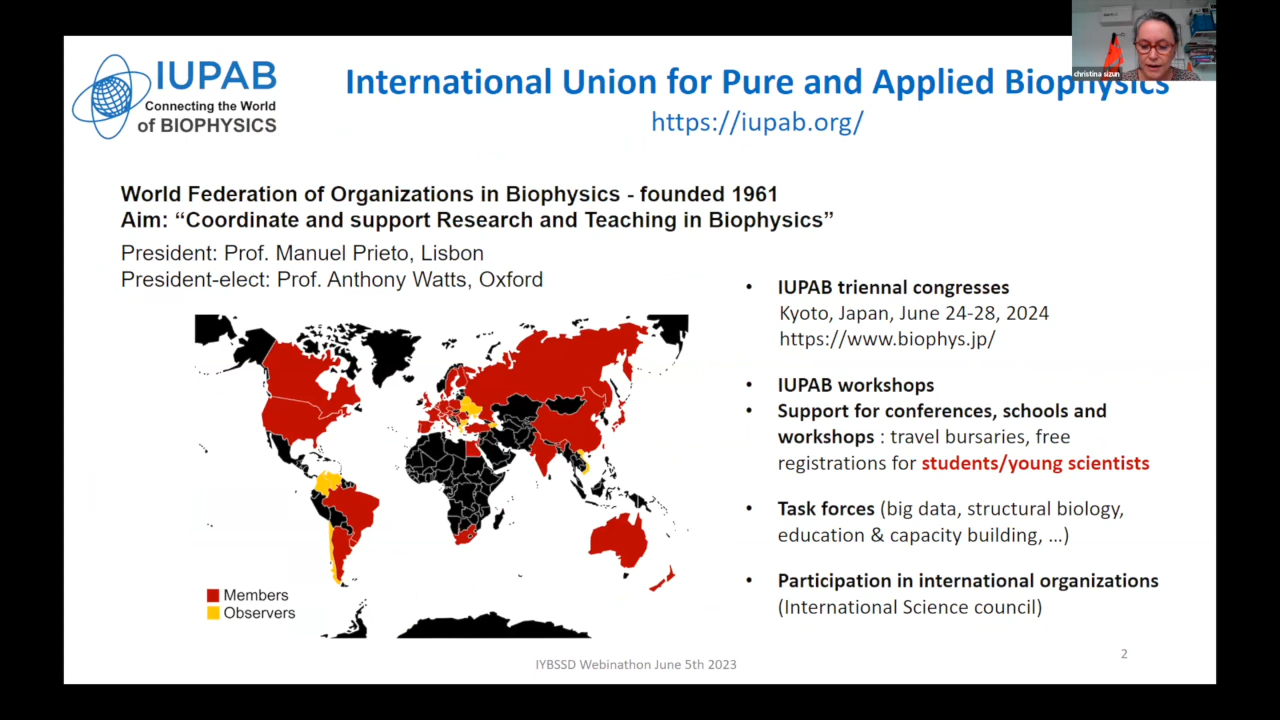 IUPAB
Connecting the World
of BIOPHYSICS
International Union for Pure and Applied Biophysics
https://iupab.org/
christina sizun
World Federation of Organizations in Biophysics - founded 1961
Aim: “Coordinate and support Research and Teaching in Biophysics”
President: Prof. Manuel Prieto, Lisbon
President-elect: Prof. Anthony Watts, Oxford
Members
Observers
• IUPAB triennal congresses
Kyoto, Japan, June 24-28, 2024
https://www.biophys.jp/
• IUPAB workshops
• Support for conferences, schools and
workshops : travel bursaries, free
registrations for students/young scientists
• Task forces (big data, structural biology,
education & capacity building, …)
• Participation in international organizations
(International Science council)
IYBSSD Webinathon June 5th 2023
2